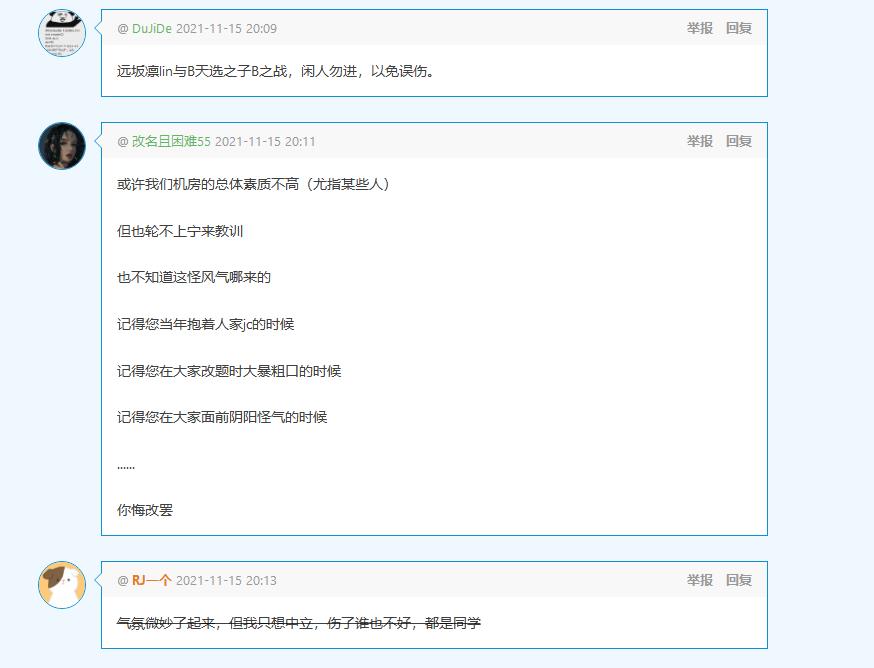 @ DuJiDe 2021-11-15 20:09 举报 回复
远坂凛lin与B天选之子B之战，闲人勿进，以免误伤。
@ 改名且困难55 2021-11-15 20:11 举报 回复
或许我们机房的总体素质不高（尤指某些人）
但也轮不上宁来教训
也不知道这怪风气哪来的
记得您当年抱着人家jc的时候
记得您在大家改题时大暴粗口的时候
记得您在大家面前阴阳怪气的时候
......
你悔改罢
@ RJ一个 2021-11-15 20:13 举报 回复
气氛微妙了起来，但我只想中立，伤了谁也不好，都是同学